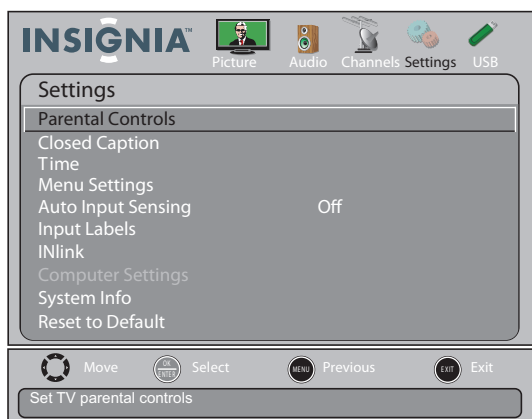 INSIGNIA™
Picture Audio Channels Settings USB
Settings
Parental Controls
Closed Caption
Time
Menu Settings
Auto Input Sensing Off
Input Labels
INlink
Computer Settings
System Info
Reset to Default
Move OK ENTER Select MENU Previous EXIT Exit
Set TV parental controls